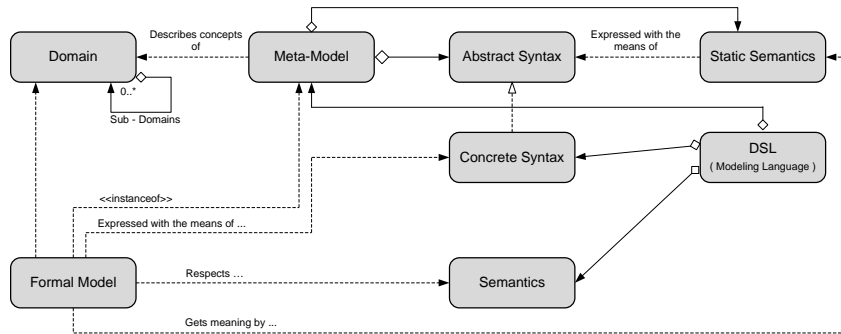 Describes concepts
of
Expressed with the
means of
Domain
Meta-Model
Abstract Syntax
Static Semantics
0..*
Sub - Domains
Concrete Syntax
DSL
( Modeling Language )
<<instanceof>>
Expressed with the means of ...
Formal Model
Respects …
Semantics
Gets meaning by ...